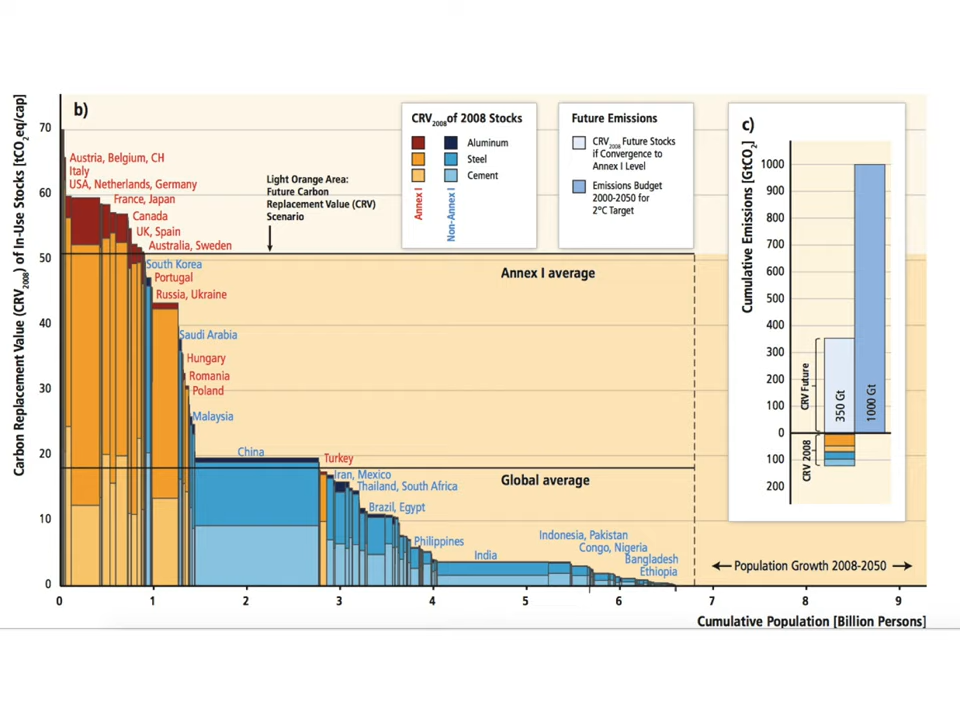 b)
Carbon Replacement Value (CRV2008) of In-Use Stocks [tCO2eq/cap]
70
60
50
40
30
20
10
0
Austria, Belgium, CH
Italy
USA, Netherlands, Germany
France, Japan
Canada
UK, Spain
Australia, Sweden
South Korea
Portugal
Russia, Ukraine
Saudi Arabia
Hungary
Romania
Poland
Malaysia
China
Turkey
Iran, Mexico
Thailand, South Africa
Brazil, Egypt
Philippines
India
Indonesia, Pakistan
Congo, Nigeria
Bangladesh
Ethiopia
Light Orange Area:
Future Carbon
Replacement Value (CRV)
Scenario
Annex I average
Global average
CRV2008 of 2008 Stocks
Aluminum
Steel
Cement
Annex I
Non-Annex I
Future Emissions
CRV2008 Future Stocks
if Convergence to
Annex I Level
Emissions Budget
2000-2050 for
2°C Target
Population Growth 2008-2050
0 1 2 3 4 5 6 7 8 9
Cumulative Population [Billion Persons]
c)
Cumulative Emissions [GtCO2]
1000
900
800
700
600
500
400
300
200
100
0
100
200
CRV Future
CRV 2008
350 Gt
1000 Gt